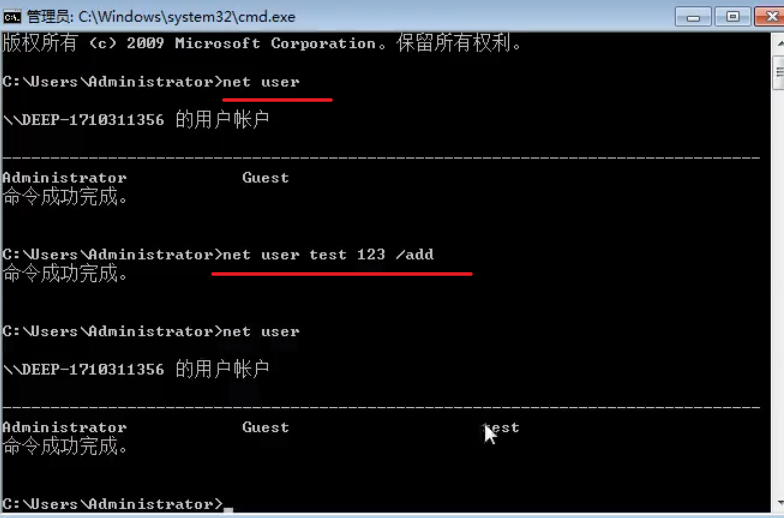 管理员: C:\Windows\system32\cmd.exe
版权所有 (c) 2009 Microsoft Corporation。保留所有权利。
C:\Users\Administrator>net user
\\DEEP-1710311356 的用户帐户
-------------------------------------------------------------------------------
Administrator Guest
命令成功完成。
C:\Users\Administrator>net user test 123 /add
命令成功完成。
C:\Users\Administrator>net user
\\DEEP-1710311356 的用户帐户
-------------------------------------------------------------------------------
Administrator Guest test
命令成功完成。
C:\Users\Administrator>